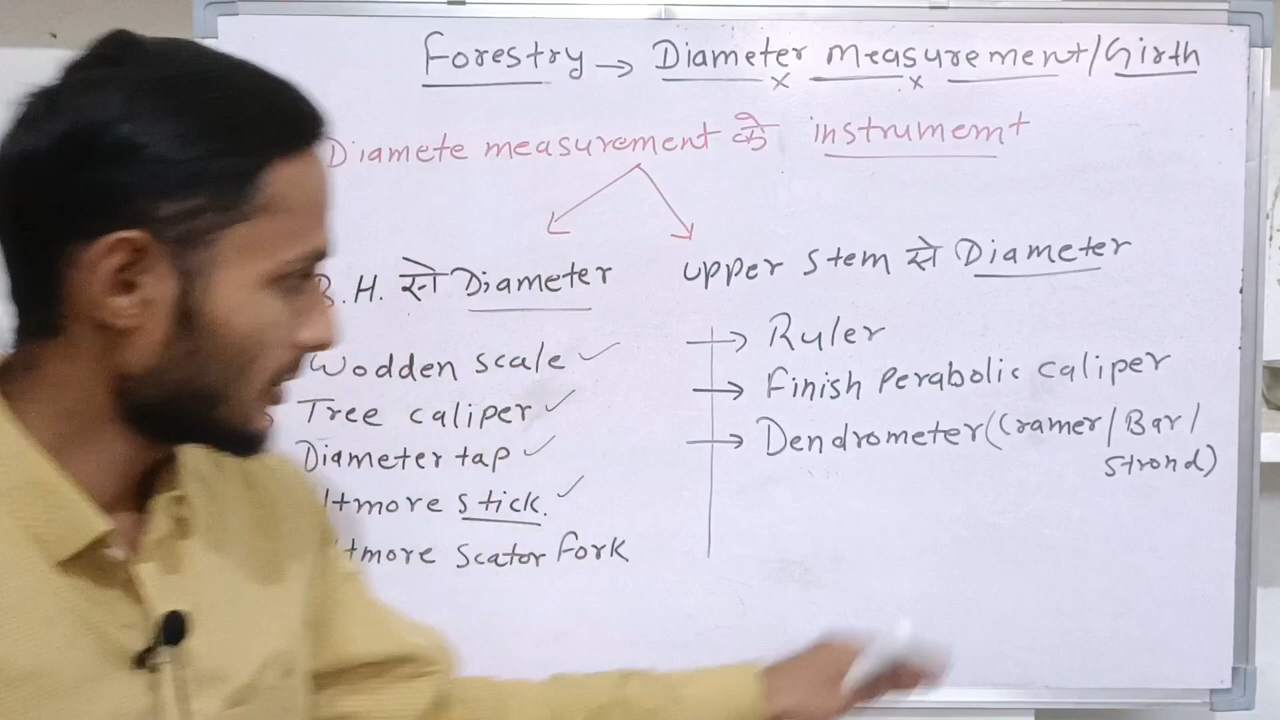 Forestry → Diameter measurement/Girth
Diamete measurement के instrument
B.H. से Diameter
Wodden scale ✓
Tree caliper ✓
Diameter tap ✓
ltmore stick. ✓
tmore Scator Fork
upper stem से Diameter
→ Ruler
→ Finish Perabolic caliper
→ Dendrometer(Cramer/Bar/
Strond)